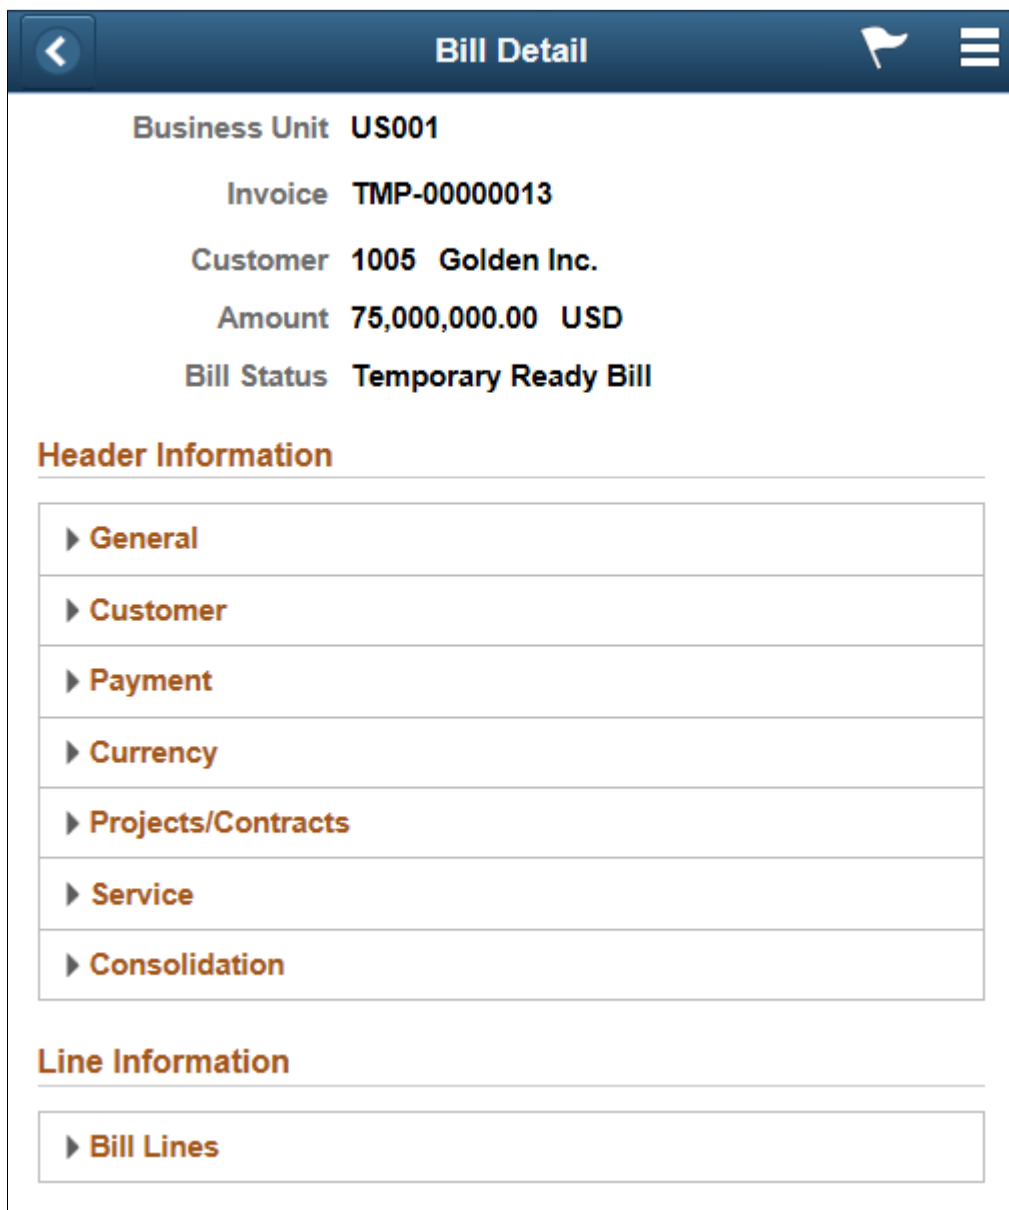 Bill Detail
Business Unit US001
Invoice TMP-00000013
Customer 1005 Golden Inc.
Amount 75,000,000.00 USD
Bill Status Temporary Ready Bill
Header Information
General
Customer
Payment
Currency
Projects/Contracts
Service
Consolidation
Line Information
Bill Lines